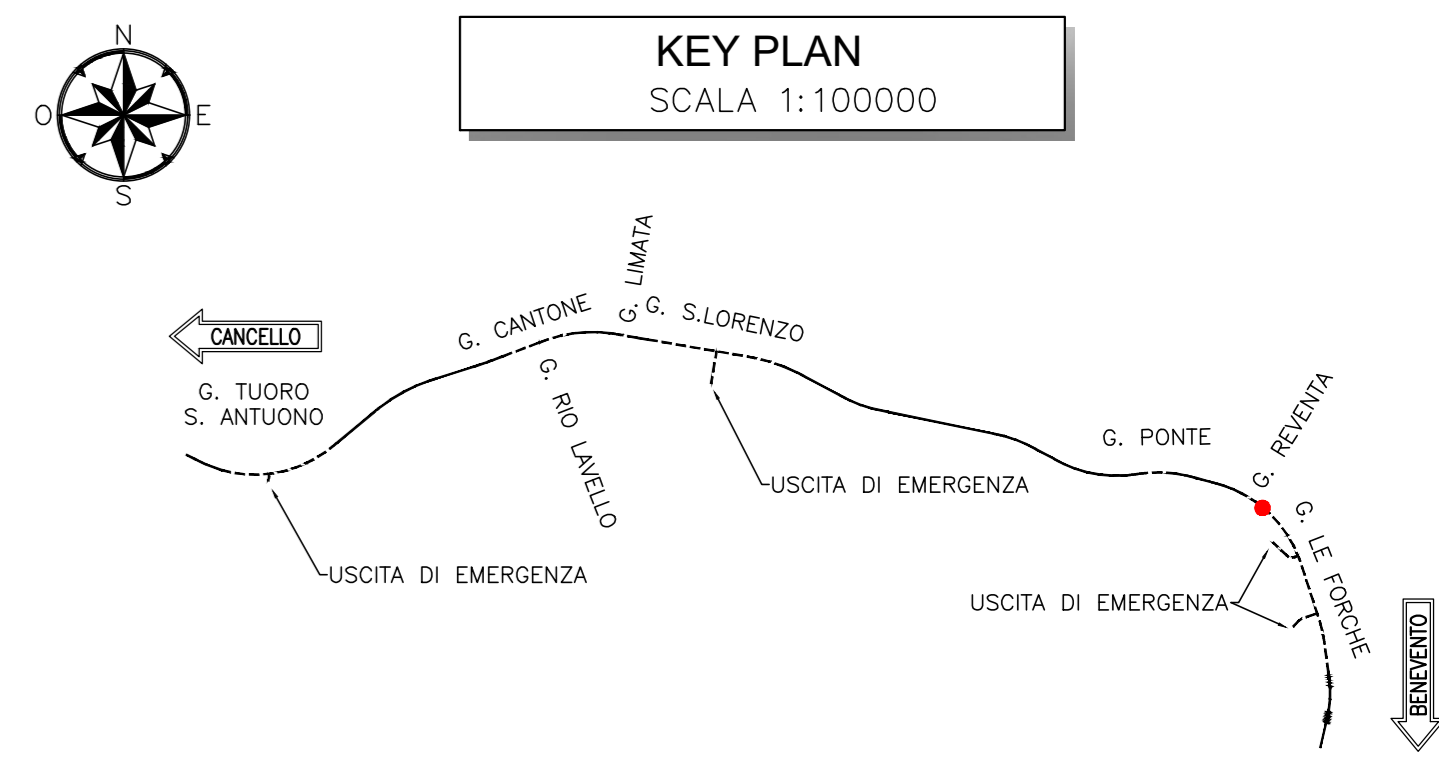 N
O
E
S
KEY PLAN
SCALA 1:100000
CANCELLO
G. TUORO
S. ANTUONO
G. CANTONE
G. LIMATA
G. S.LORENZO
G. RIO LAVELLO
USCITA DI EMERGENZA
USCITA DI EMERGENZA
G. PONTE
G. REVENTA
G. LE FORCHE
USCITA DI EMERGENZA
BENEVENTO